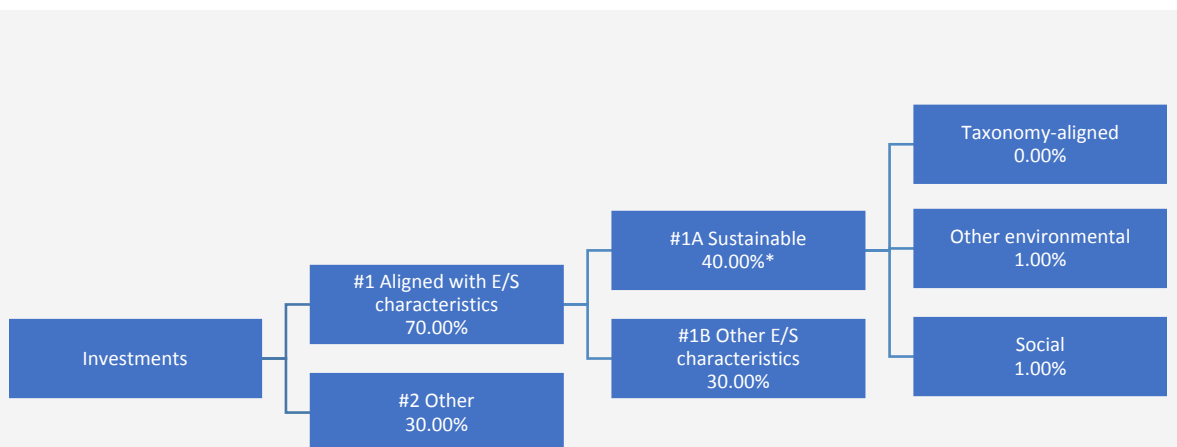 Investments
#1 Aligned with E/S
characteristics
70.00%
#2 Other
30.00%
#1A Sustainable
40.00%*
#1B Other E/S
characteristics
30.00%
Taxonomy-aligned
0.00%
Other environmental
1.00%
Social
1.00%